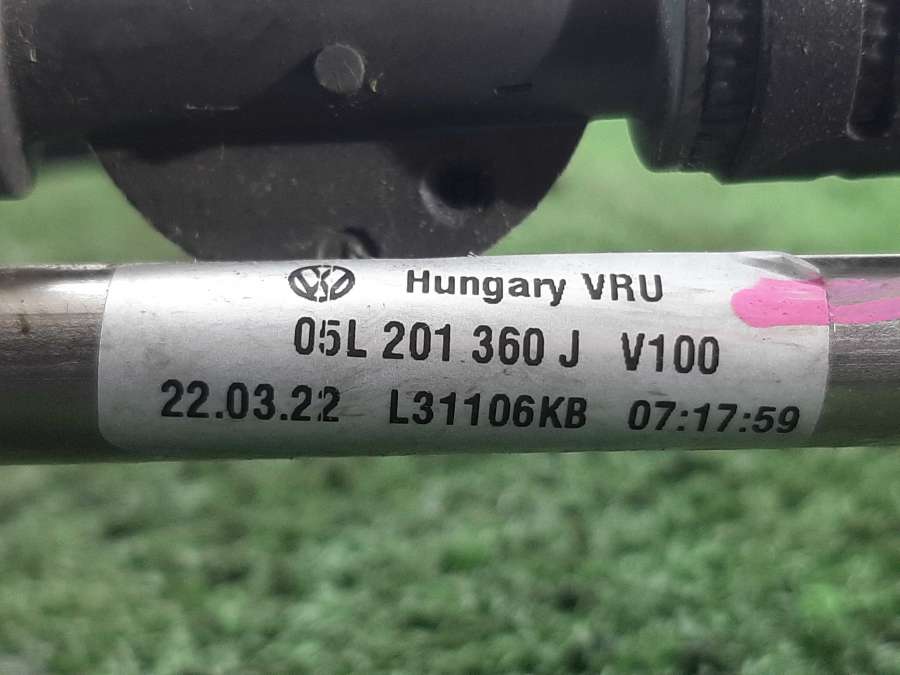 Hungary VRU
05L 201 360 J V100
22.03.22 L31106KB 07:17:59